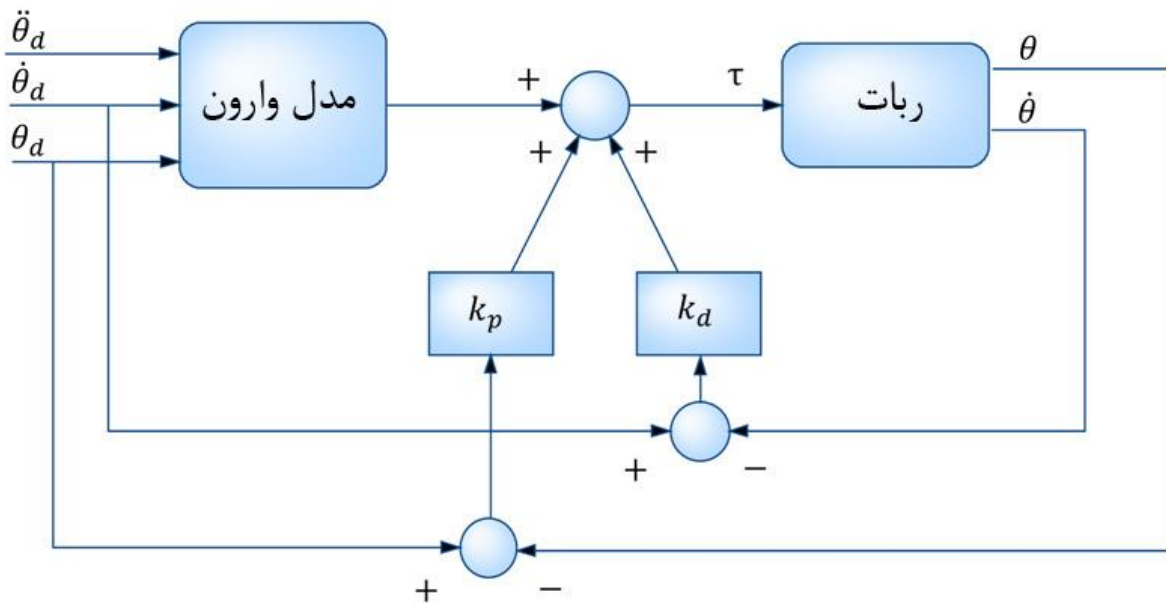 θ̈_d
θ̇_d
θ_d
مدل وارون
+
+
+
τ
ربات
θ
θ̇
k_p
k_d
+
−
+
−